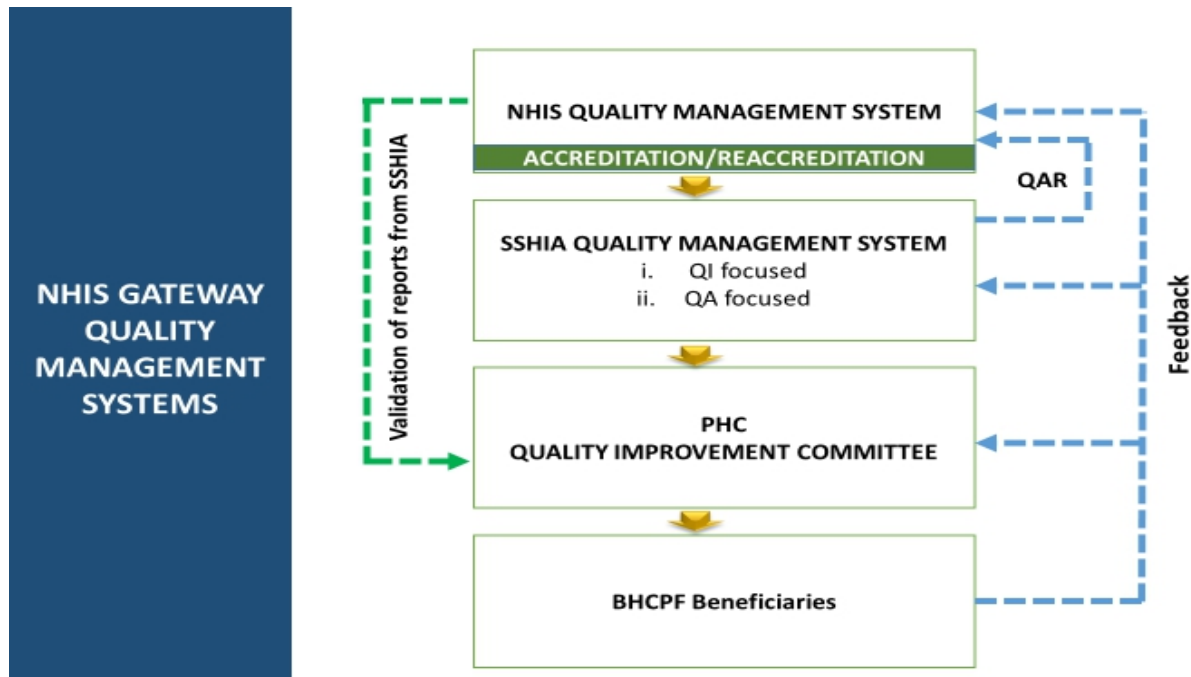 NHIS GATEWAY
QUALITY
MANAGEMENT
SYSTEMS
Validation of reports from SSHIA
NHIS QUALITY MANAGEMENT SYSTEM
ACCREDITATION/REACCREDITATION
QAR
SSHIA QUALITY MANAGEMENT SYSTEM
i. QI focused
ii. QA focused
Feedback
PHC
QUALITY IMPROVEMENT COMMITTEE
BHCPF Beneficiaries